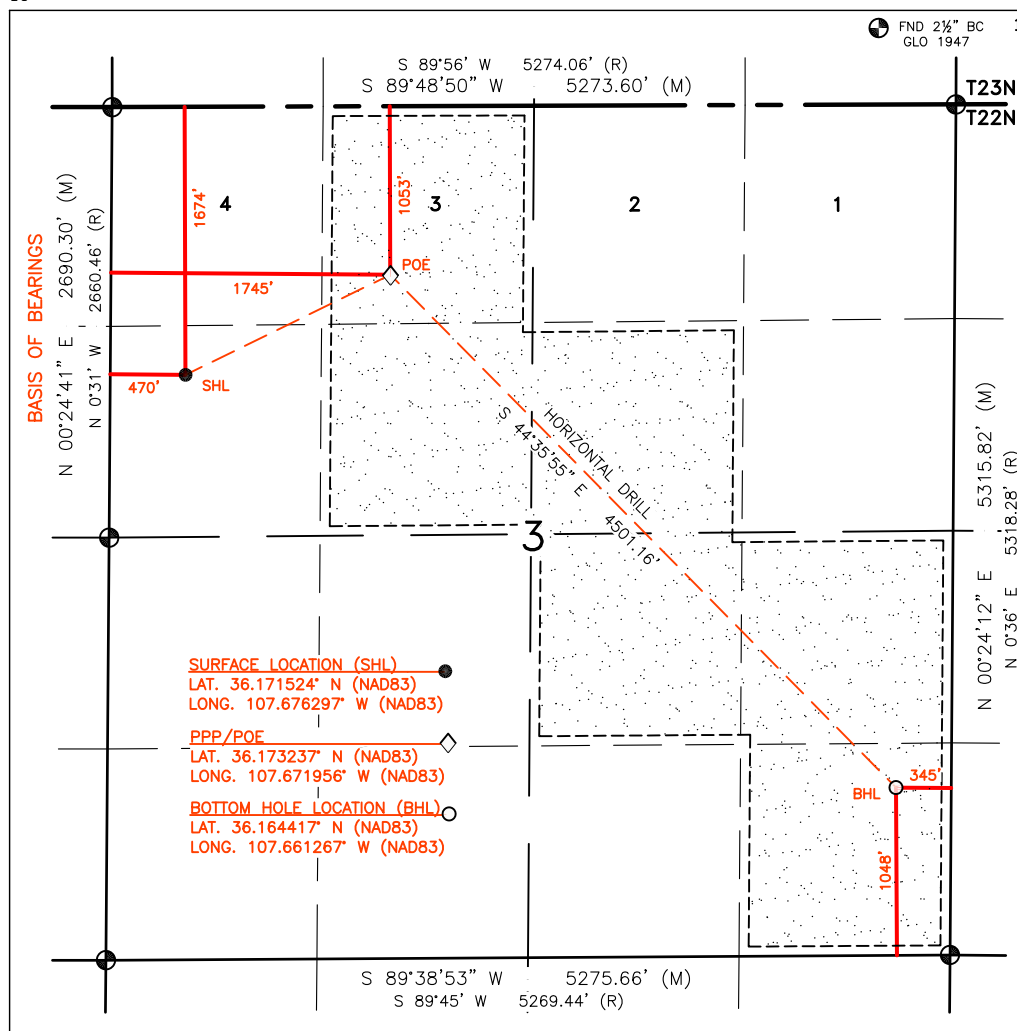 FND 2½" BC
GLO 1947
S 89°56' W 5274.06' (R)
S 89°48'50" W 5273.60' (M)
T23N
T22N
BASIS OF BEARINGS
N 00°24'41" E 2690.30' (M)
N 0°31' W 2660.46' (R)
1674'
4
1053'
3
2
1
POE
1745'
470'
SHL
HORIZONTAL DRILL
S 44°35'55" E 4501.16'
3
N 00°24'12" E 5315.82' (M)
N 0°36' E 5318.28' (R)
SURFACE LOCATION (SHL)
LAT. 36.171524° N (NAD83)
LONG. 107.676297° W (NAD83)
PPP/POE
LAT. 36.173237° N (NAD83)
LONG. 107.671956° W (NAD83)
BOTTOM HOLE LOCATION (BHL)
LAT. 36.164417° N (NAD83)
LONG. 107.661267° W (NAD83)
345'
BHL
1048'
S 89°38'53" W 5275.66' (M)
S 89°45' W 5269.44' (R)